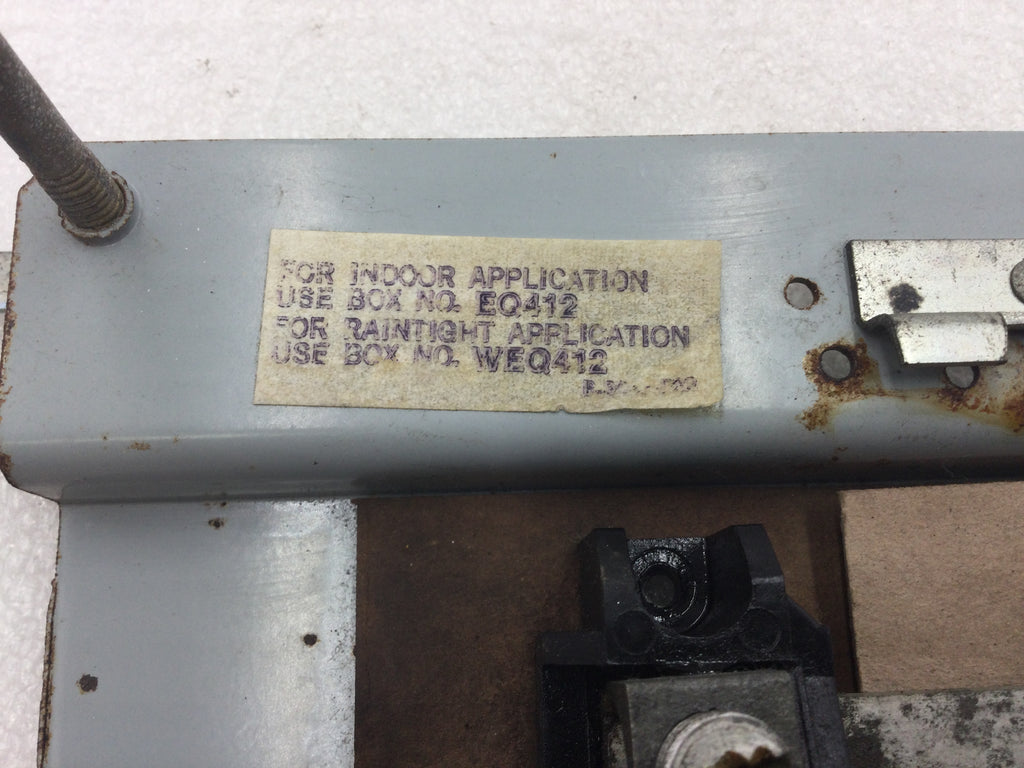 FOR INDOOR APPLICATION
USE BOX NO. EQ412
FOR RAINTIGHT APPLICATION
USE BOX NO. WEQ412